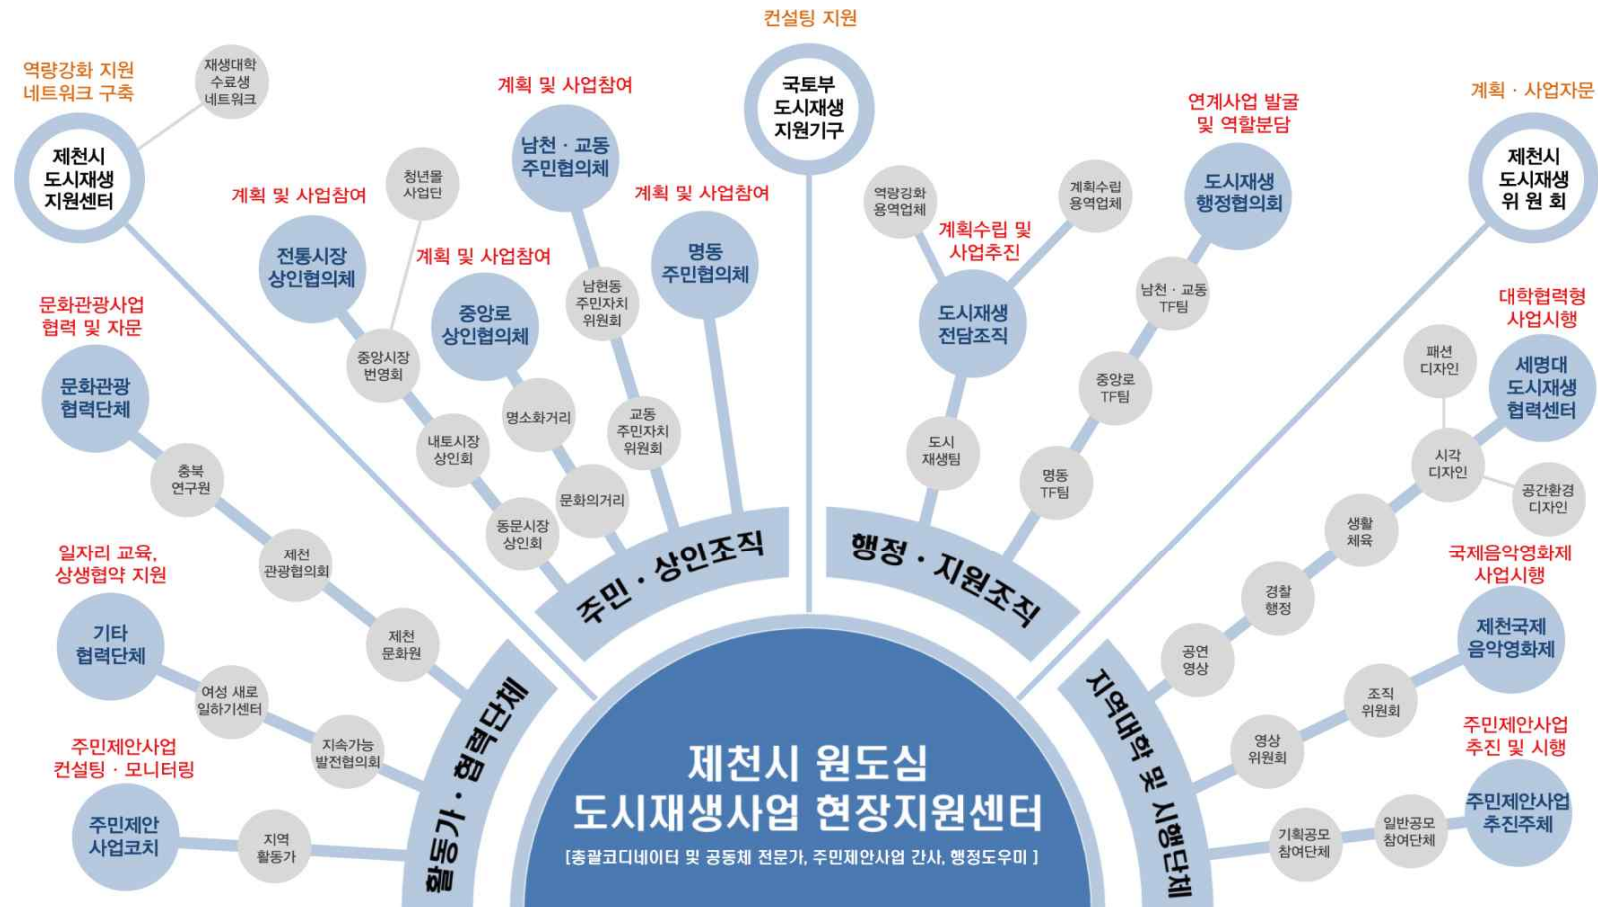 컨설팅 지원
국토부
도시재생
지원기구
역량강화 지원
네트워크 구축
제천시
도시재생
지원센터
재생대학
수료생
네트워크
계획 · 사업자문
제천시
도시재생
위 원 회
계획 및 사업참여
전통시장
상인협의체
청년몰
사업단
중앙시장
번영회
내토시장
상인회
동문시장
상인회
계획 및 사업참여
중앙로
상인협의체
명소화거리
문화의거리
계획 및 사업참여
남천 · 교동
주민협의체
남현동
주민자치
위원회
교동
주민자치
위원회
계획 및 사업참여
명동
주민협의체
주민 · 상인조직
계획수립 및
사업추진
역량강화
용역업체
계획수립
용역업체
도시재생
전담조직
도시
재생팀
연계사업 발굴
및 역할분담
도시재생
행정협의회
남천 · 교동
TF팀
중앙로
TF팀
명동
TF팀
행정 · 지원조직
문화관광사업
협력 및 자문
문화관광
협력단체
충북
연구원
제천
관광협의회
제천
문화원
일자리 교육,
상생협약 지원
기타
협력단체
여성 새로
일하기센터
지속가능
발전협의회
주민제안사업
컨설팅 · 모니터링
주민제안
사업코치
지역
활동가
활동가 · 협력단체
대학협력형
사업시행
세명대
도시재생
협력센터
패션
디자인
시각
디자인
공간환경
디자인
생활
체육
경찰
행정
공연
영상
국제음악영화제
사업시행
제천국제
음악영화제
조직
위원회
영상
위원회
주민제안사업
추진 및 시행
주민제안사업
추진주체
일반공모
참여단체
기획공모
참여단체
지역대학 및 시행단체
제천시 원도심
도시재생사업 현장지원센터
[총괄코디네이터 및 공동체 전문가, 주민제안사업 간사, 행정도우미 ]